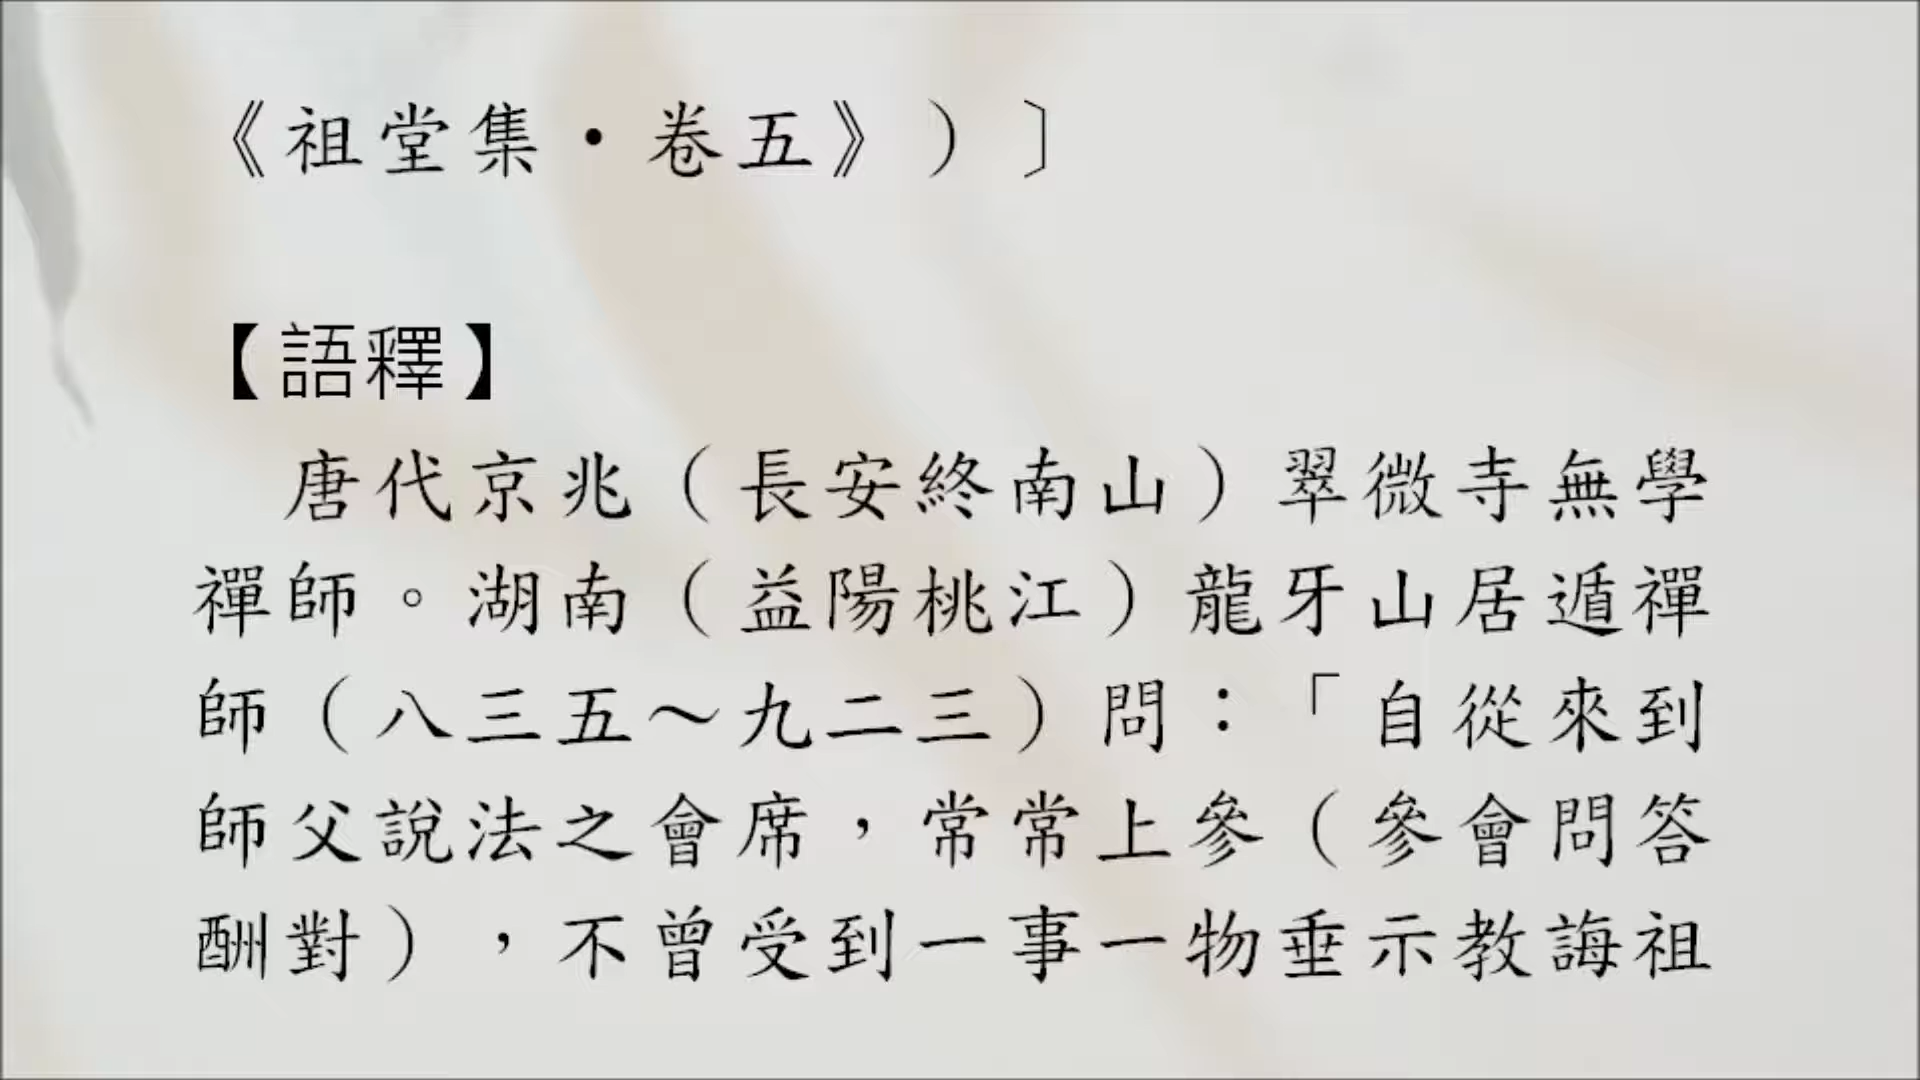 《祖堂集·卷五》)〕
【語釋】
唐代京兆(長安終南山)翠微寺無學
禪師。湖南(益陽桃江)龍牙山居遁禪
師(八三五～九二三)問：「自從來到
師父說法之會席，常常上參(參會問答
酬對)，不曾受到一事一物垂示教誨祖